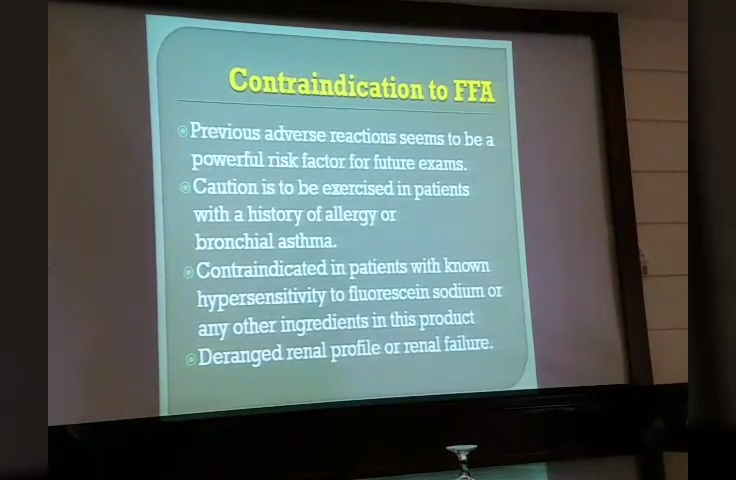 Contraindication to FFA
Previous adverse reactions seems to be a
powerful risk factor for future exams.
Caution is to be exercised in patients
with a history of allergy or
bronchial asthma.
Contraindicated in patients with known
hypersensitivity to fluorescein sodium or
any other ingredients in this product
Deranged renal profile or renal failure.